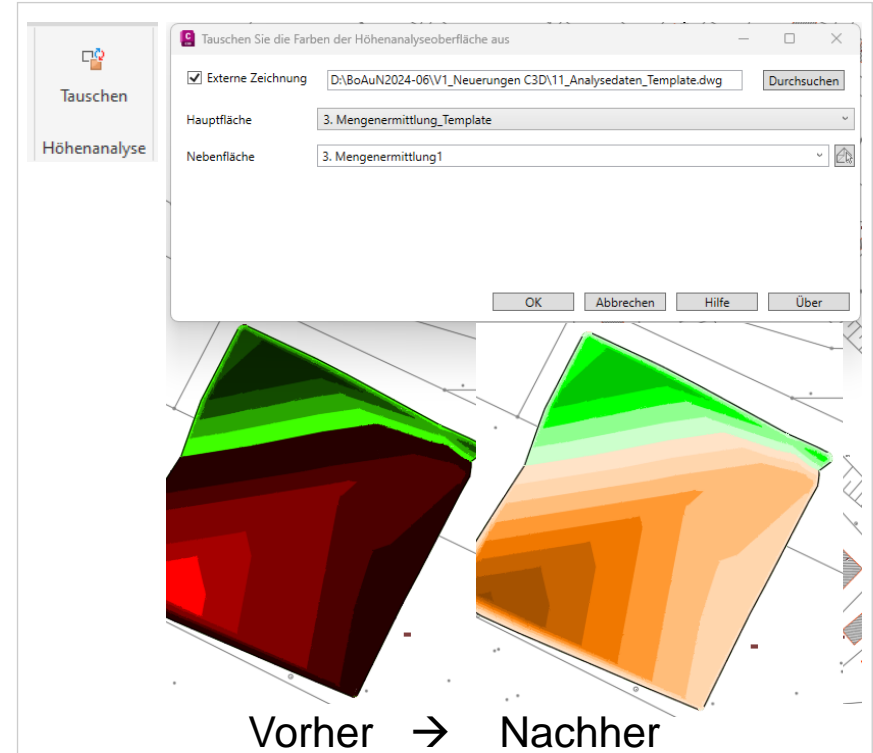 Tauschen
Höhenanalyse
Tauschen Sie die Farben der Höhenanalyseoberfläche aus
Externe Zeichnung D:\BoAuN2024-06\V1_Neuerungen C3D\11_Analysedaten_Template.dwg Durchsuchen
Hauptfläche 3. Mengenermittlung_Template
Nebenfläche 3. Mengenermittlung1
OK Abbrechen Hilfe Über
Vorher → Nachher